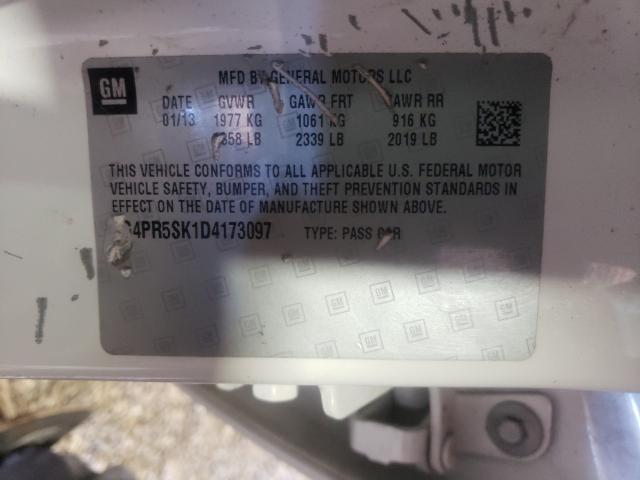 GM
MFD BY GENERAL MOTORS LLC
DATE GVWR GAWR FRT GAWR RR
01/13 1977 KG 1061 KG 916 KG
358 LB 2339 LB 2019 LB
THIS VEHICLE CONFORMS TO ALL APPLICABLE U.S. FEDERAL MOTOR
VEHICLE SAFETY, BUMPER, AND THEFT PREVENTION STANDARDS IN
EFFECT ON THE DATE OF MANUFACTURE SHOWN ABOVE.
G4PR5SK1D4173097 TYPE: PASS CAR